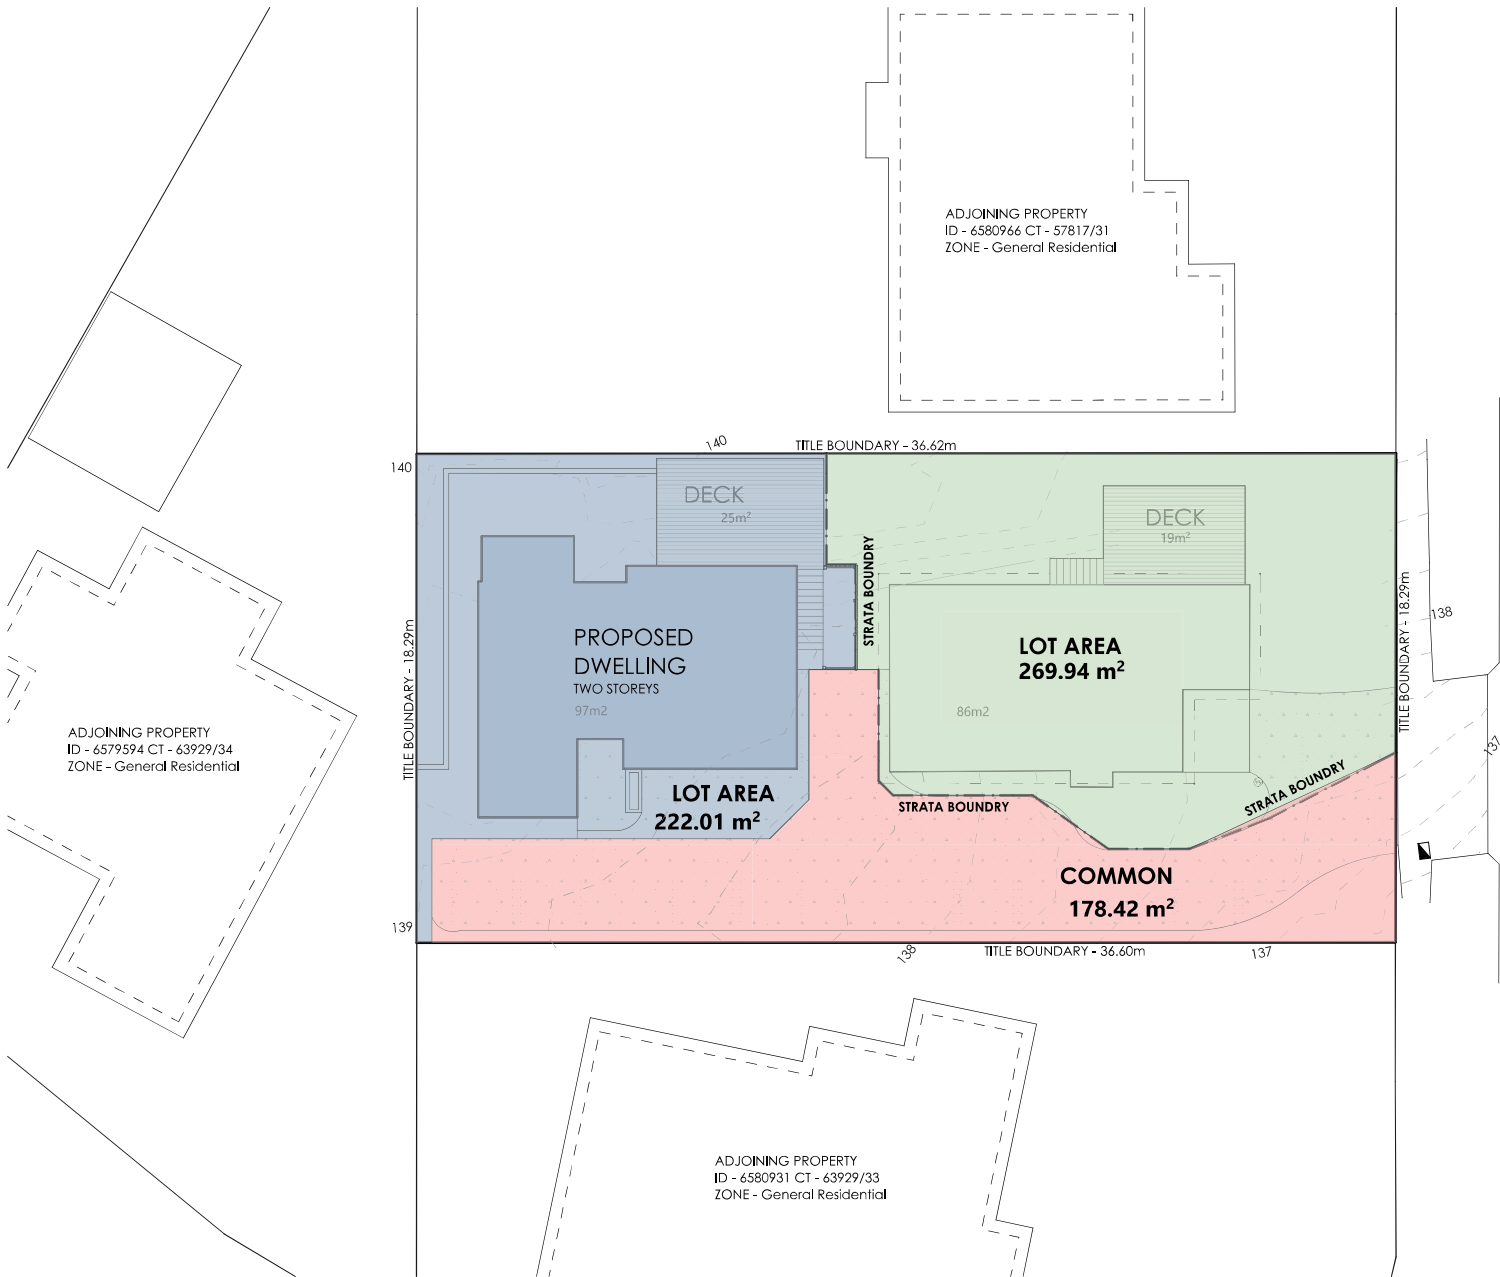 ADJOINING PROPERTY
ID - 6580966 CT - 57817/31
ZONE - General Residential
140
TITLE BOUNDARY - 36.62m
140
DECK
25m²
DECK
19m²
STRATA BOUNDRY
TITLE BOUNDARY - 18.29m
138
TITLE BOUNDARY - 18.29m
PROPOSED
DWELLING
TWO STOREYS
97m2
LOT AREA
269.94 m²
86m2
ADJOINING PROPERTY
ID - 6579594 CT - 63929/34
ZONE - General Residential
137
LOT AREA
222.01 m²
STRATA BOUNDRY
STRATA BOUNDRY
COMMON
178.42 m²
139
138
TITLE BOUNDARY - 36.60m
137
ADJOINING PROPERTY
ID - 6580931 CT - 63929/33
ZONE - General Residential